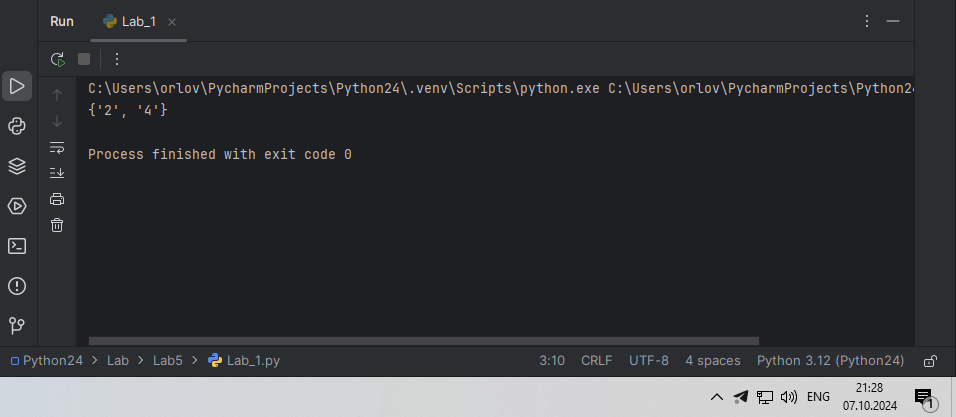 Run Lab_1
C:\Users\orlov\PycharmProjects\Python24\.venv\Scripts\python.exe C:\Users\orlov\PycharmProjects\Python24
{'2', '4'}
Process finished with exit code 0
Python24 > Lab > Lab5 > Lab_1.py 3:10 CRLF UTF-8 4 spaces Python 3.12 (Python24)
ENG 21:28
07.10.2024 1